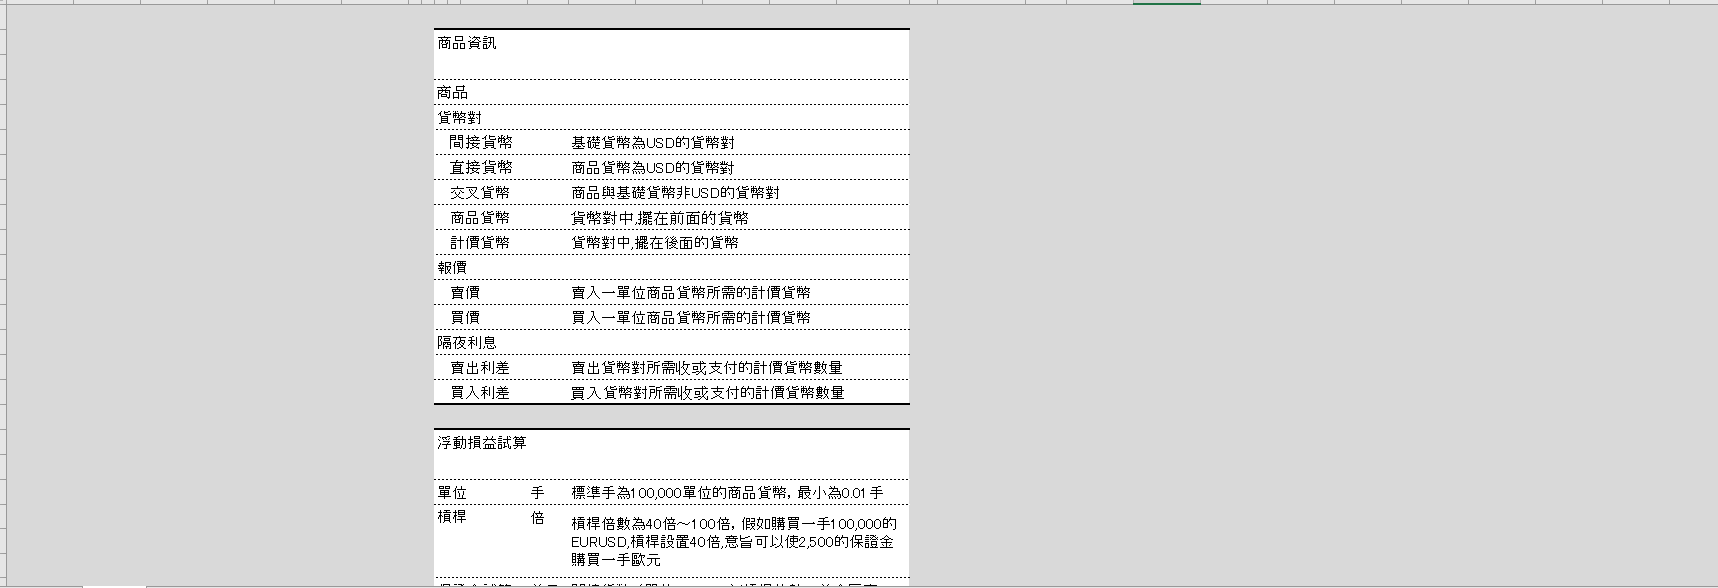 商品資訊
商品
貨幣對
間接貨幣 基礎貨幣為USD的貨幣對
直接貨幣 商品貨幣為USD的貨幣對
交叉貨幣 商品與基礎貨幣非USD的貨幣對
商品貨幣 貨幣對中,擺在前面的貨幣
計價貨幣 貨幣對中,擺在後面的貨幣
報價
賣價 賣入一單位商品貨幣所需的計價貨幣
買價 買入一單位商品貨幣所需的計價貨幣
隔夜利息
賣出利差 賣出貨幣對所需收或支付的計價貨幣數量
買入利差 買入貨幣對所需收或支付的計價貨幣數量
浮動損益試算
單位 手 標準手為100,000單位的商品貨幣, 最小為0.01 手
槓桿 倍 槓桿倍數為40倍～100倍, 假如購買一手100,000的
EURUSD,槓桿設置40倍,意旨可以使2,500的保證金
購買一手歐元